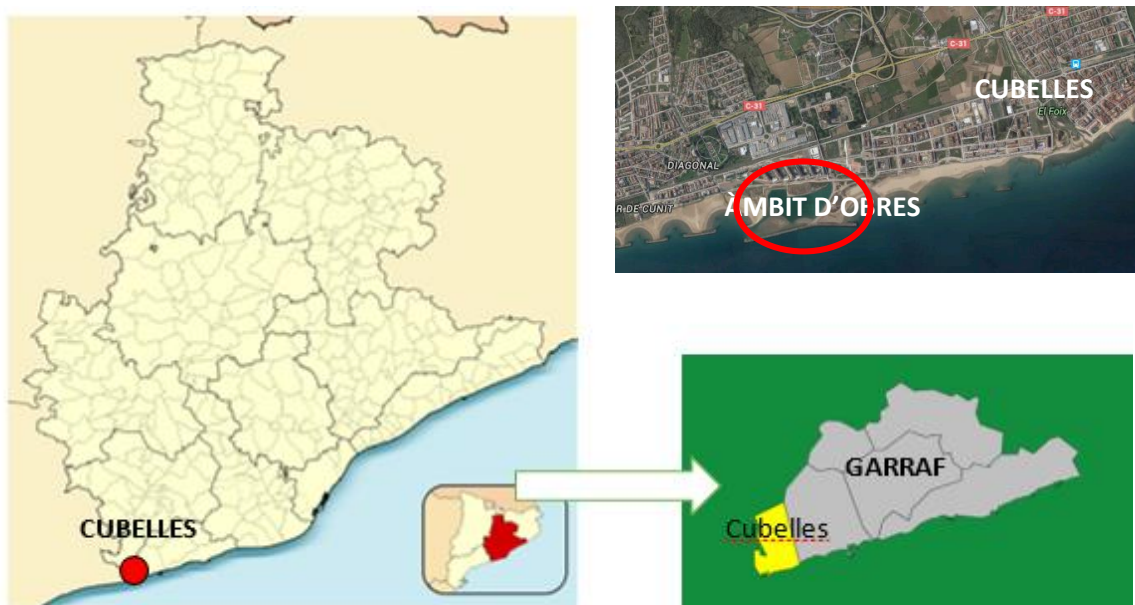 C-31
C-31
C-31
CUBELLES
El Foix
DIAGONAL
ÀMBIT D'OBRES
R DE CUNIT
CUBELLES
GARRAF
Cubelles